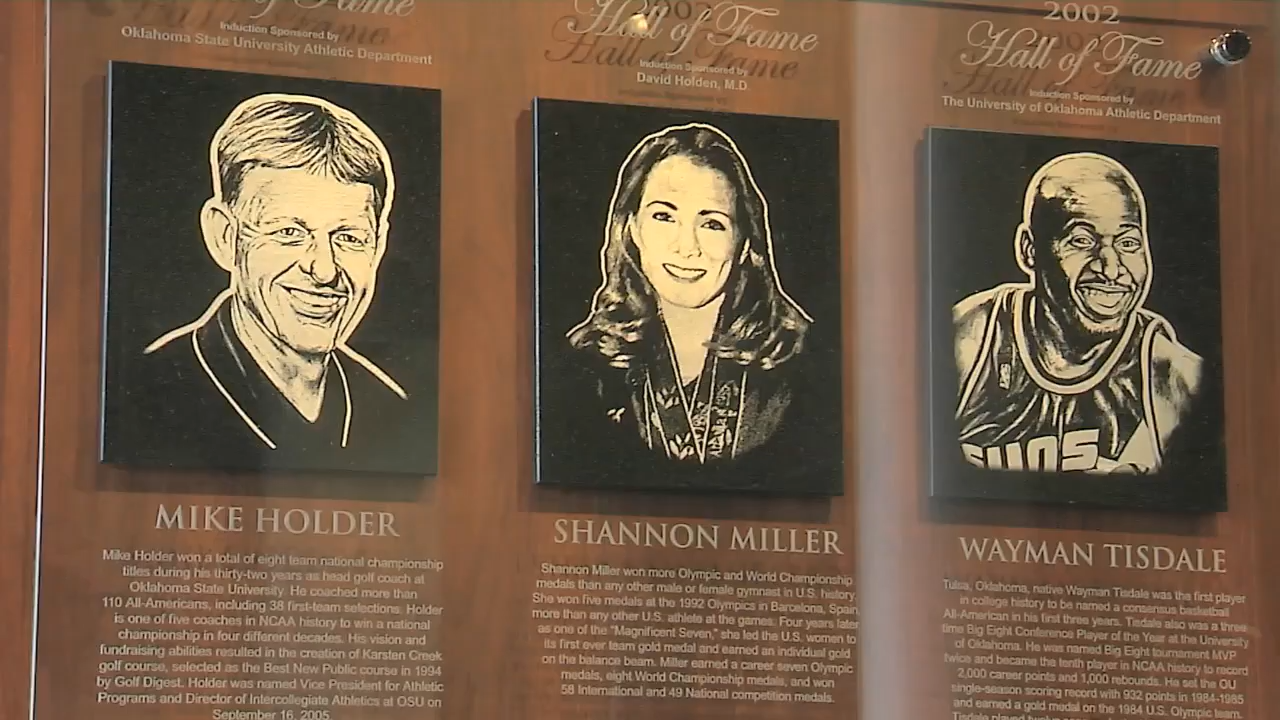 Hall of Fame
Induction Sponsored by
Oklahoma State University Athletic Department
MIKE HOLDER
Mike Holder won a total of eight team national championship
titles during his thirty-two years as head golf coach at
Oklahoma State University. He coached more than
110 All-Americans, including 38 first-team selections. Holder
is one of five coaches in NCAA history to win a national
championship in four different decades. His vision and
fundraising abilities resulted in the creation of Karsten Creek
golf course, selected as the Best New Public course in 1994
by Golf Digest. Holder was named Vice President for Athletic
Programs and Director of Intercollegiate Athletics at OSU on
September 16, 2005.
2002
Hall of Fame
Induction Sponsored by
David Holden, M.D.
SHANNON MILLER
Shannon Miller won more Olympic and World Championship
medals than any other male or female gymnast in U.S. history.
She won five medals at the 1992 Olympics in Barcelona, Spain,
more than any other U.S. athlete at the games. Four years later
as one of the "Magnificent Seven," she led the U.S. women to
its first ever team gold medal and earned an individual gold
on the balance beam. Miller earned a career seven Olympic
medals, eight World Championship medals, and won
58 International and 49 National competition medals.
2002
Hall of Fame
Induction Sponsored by
The University of Oklahoma Athletic Department
SUNS
WAYMAN TISDALE
Tulsa, Oklahoma, native Wayman Tisdale was the first player
in college history to be named a consensus basketball
All-American in his first three years. Tisdale also was a three-
time Big Eight Conference Player of the Year at the University
of Oklahoma. He was named Big Eight tournament MVP
twice and became the tenth player in NCAA history to record
2,000 career points and 1,000 rebounds. He set the OU
single-season scoring record with 932 points in 1984-1985
and earned a gold medal on the 1984 U.S. Olympic team.
Tisdale played twelve